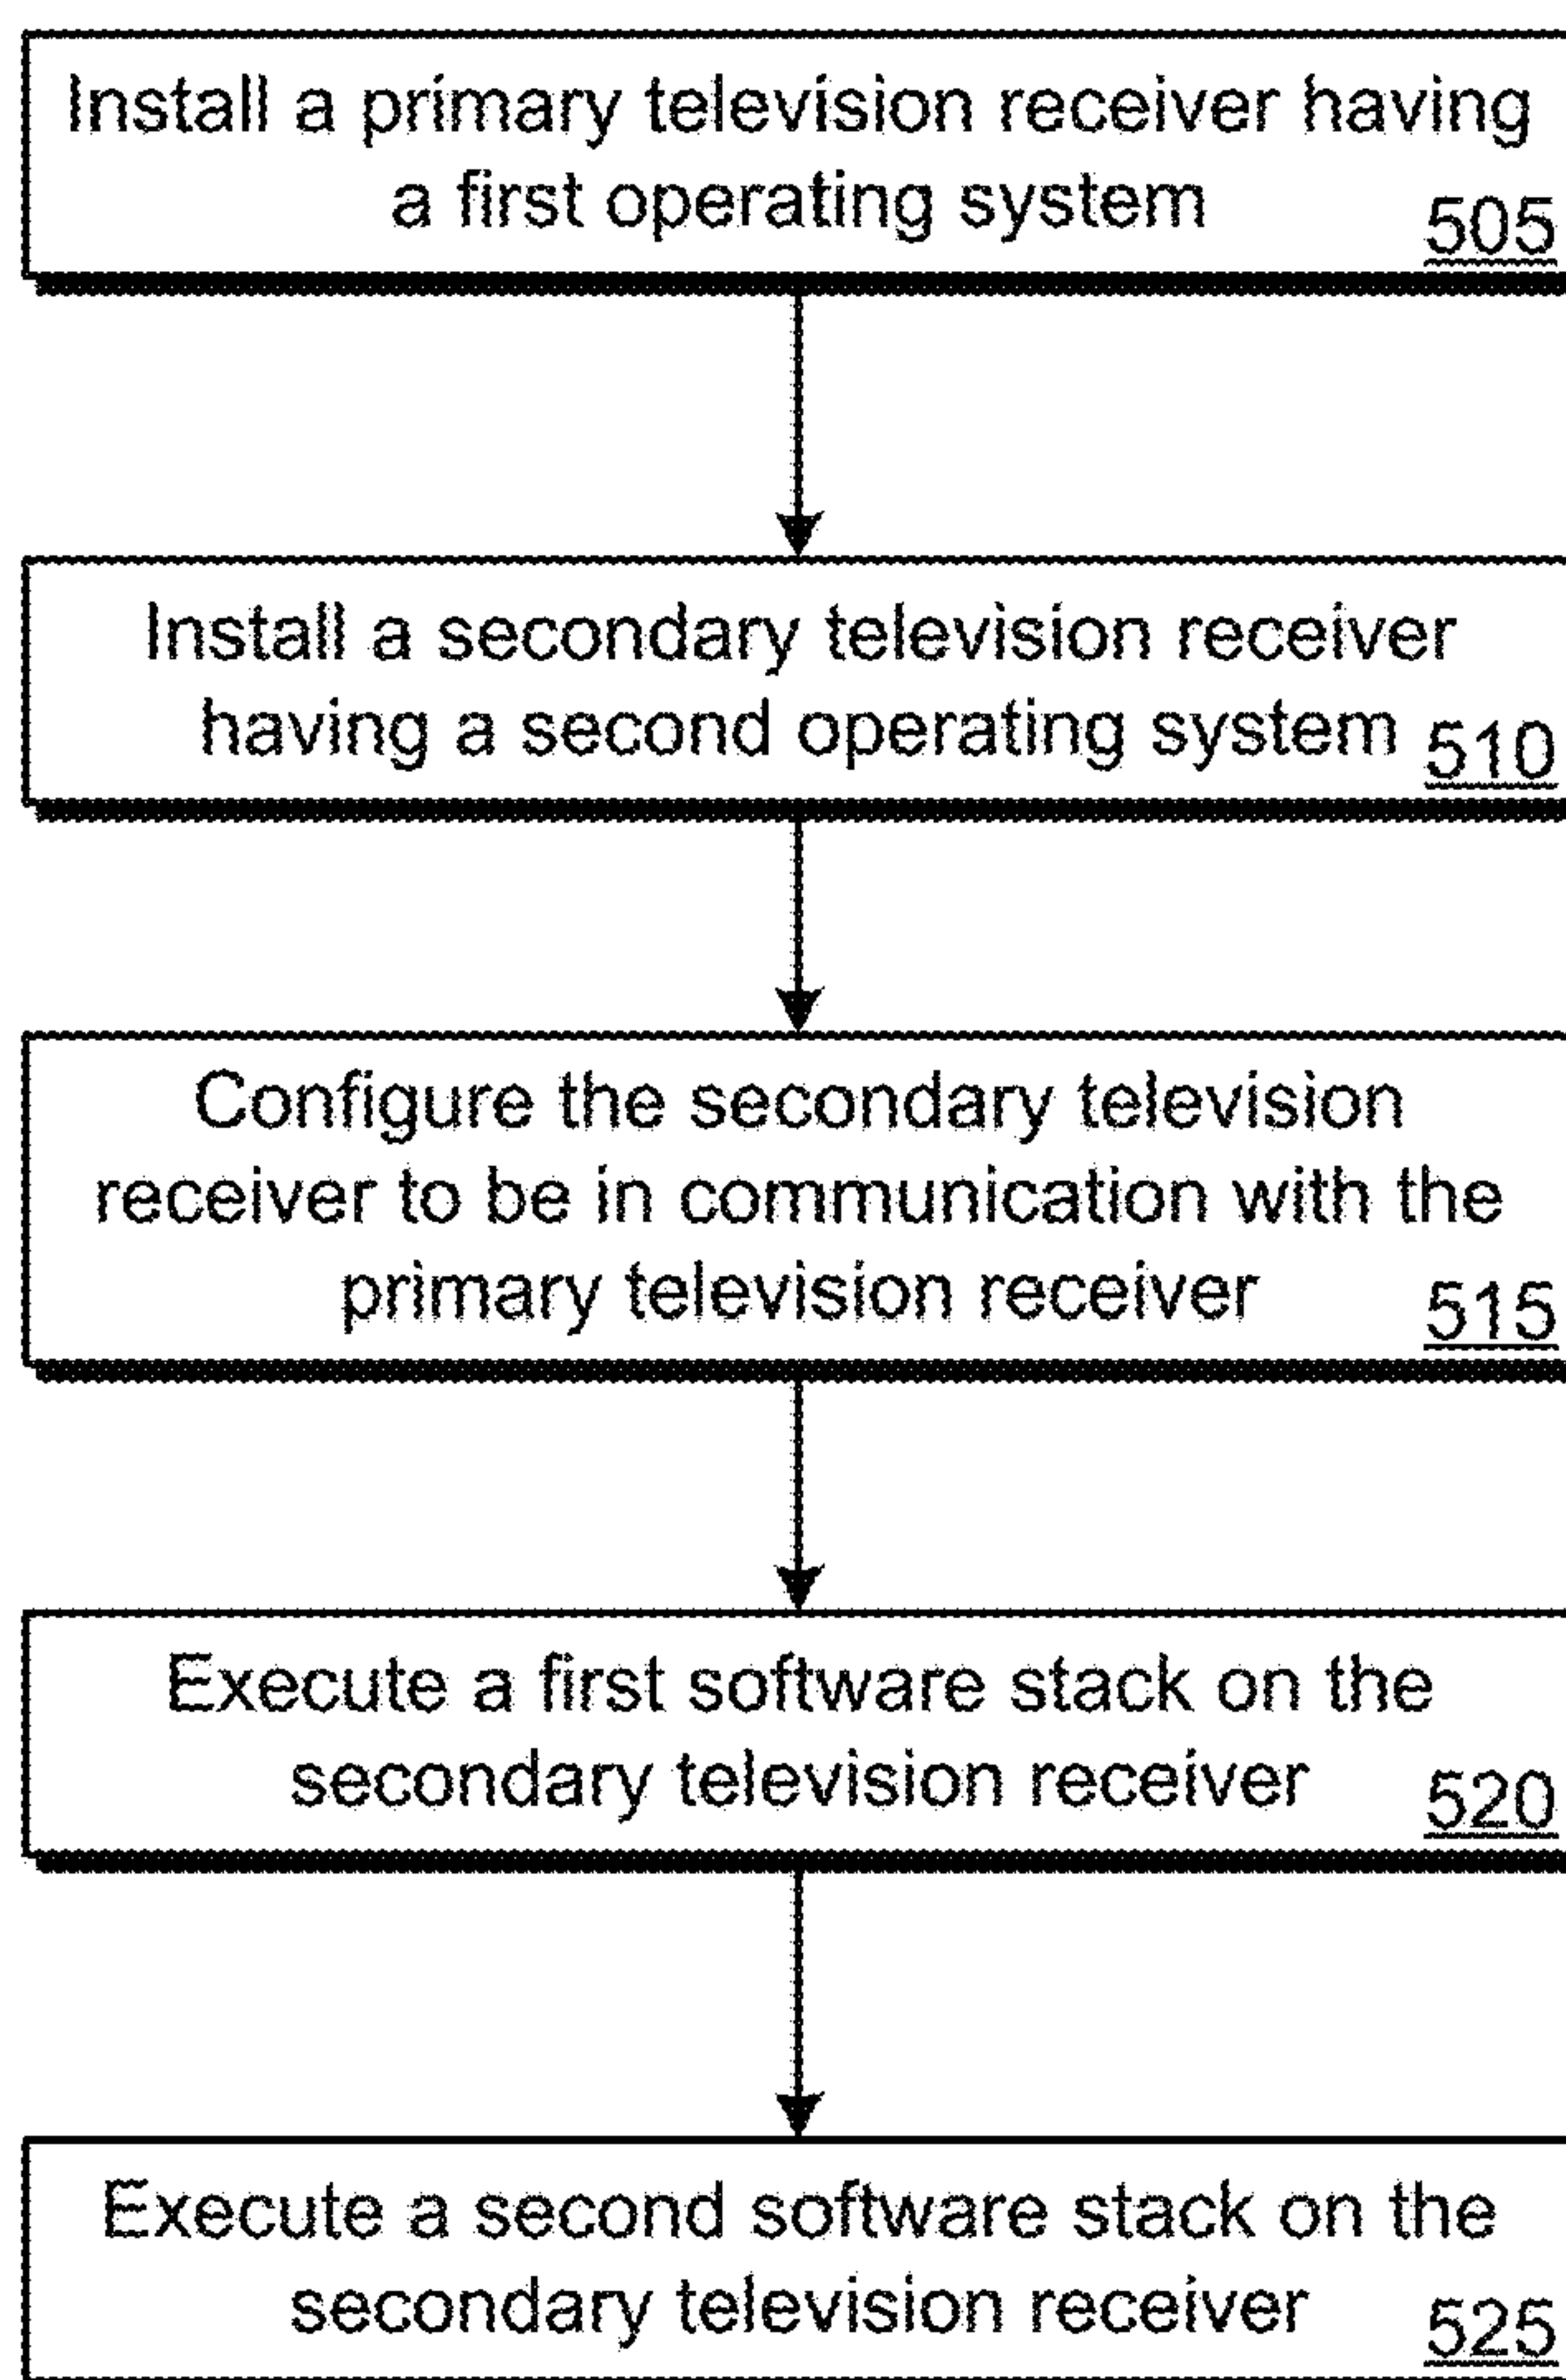 Install a primary television receiver having
a first operating system
505
Install a secondary television receiver
having a second operating system
510
Configure the secondary television
receiver to be in communication with the
primary television receiver
515
Execute a first software stack on the
secondary television receiver
520
Execute a second software stack on the
secondary television receiver
525